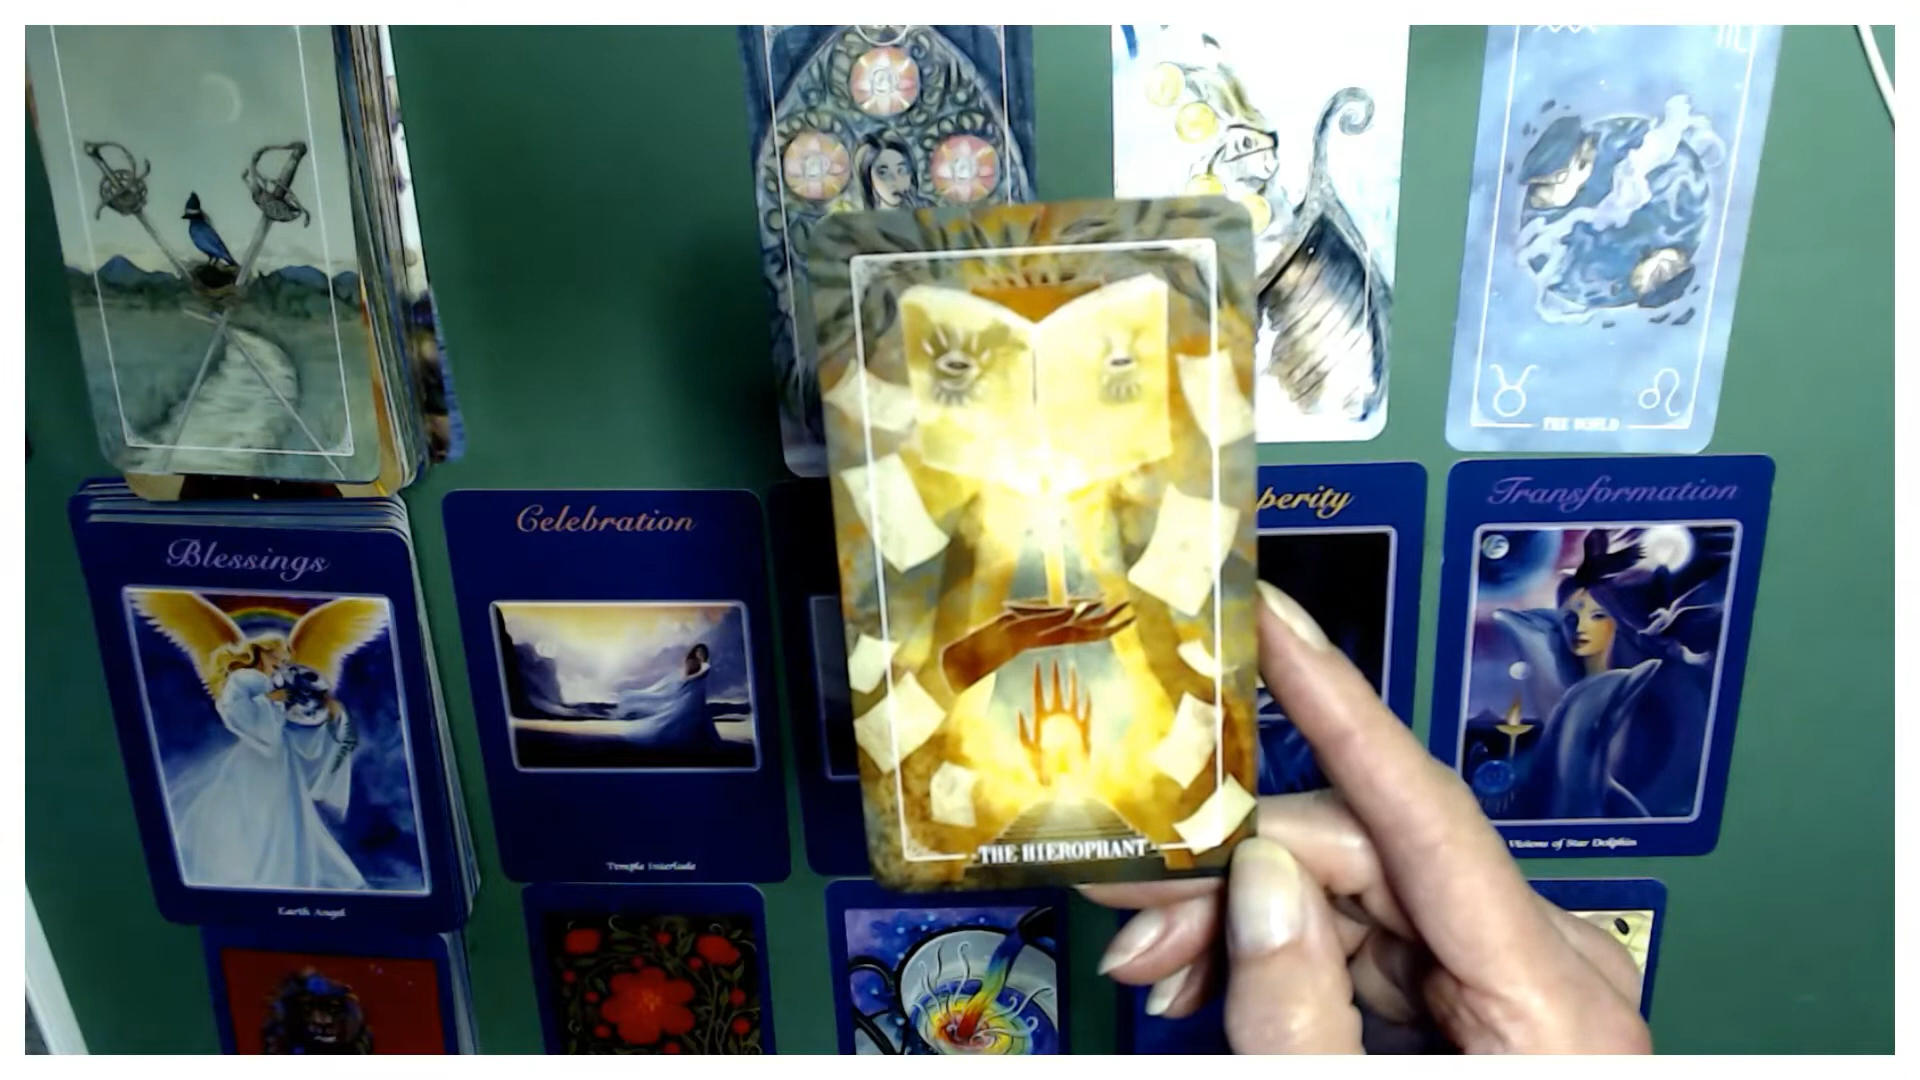 THE WORLD
Blessings
Celebration
perity
Transformation
THE HIEROPHANT
Earth Angel
Temple Interlude
Visions of Star Dolphin